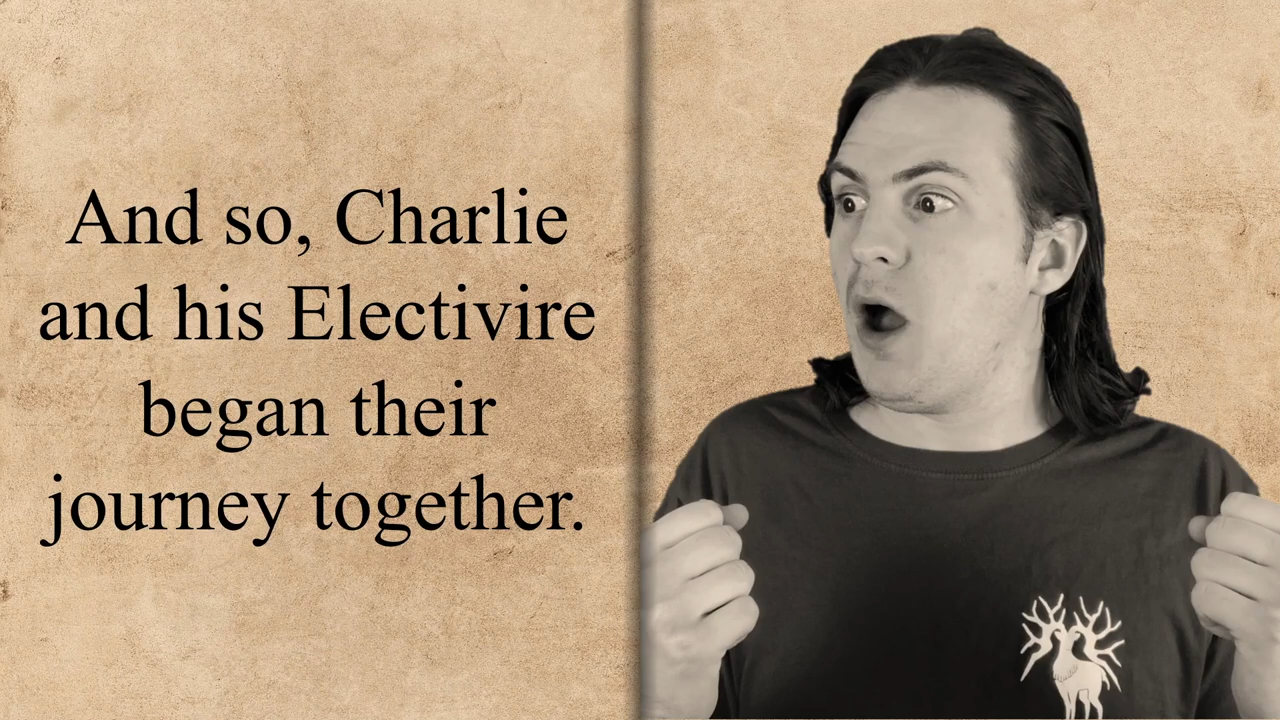 And so, Charlie
and his Electivire
began their
journey together.